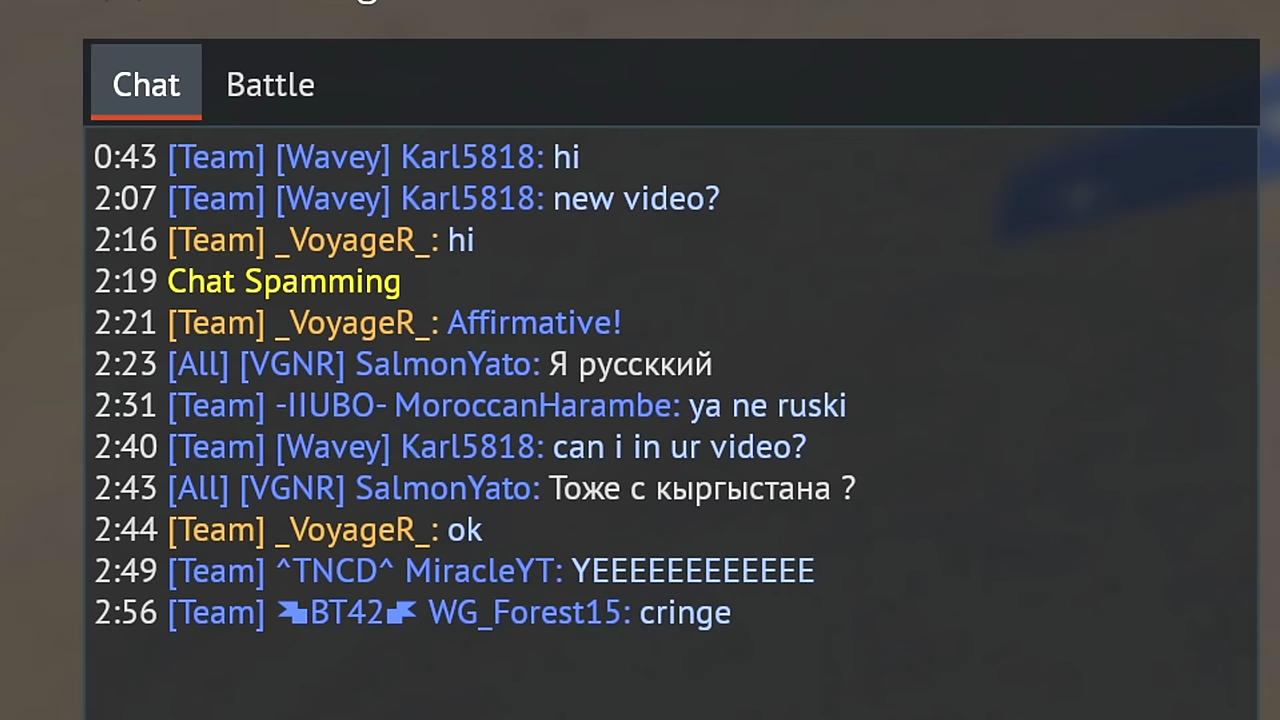 Chat Battle
0:43 [Team] [Wavey] Karl5818: hi
2:07 [Team] [Wavey] Karl5818: new video?
2:16 [Team] _VoyageR_: hi
2:19 Chat Spamming
2:21 [Team] _VoyageR_: Affirmative!
2:23 [All] [VGNR] SalmonYato: Я руссккий
2:31 [Team] -IIUBO- MoroccanHarambe: ya ne ruski
2:40 [Team] [Wavey] Karl5818: can i in ur video?
2:43 [All] [VGNR] SalmonYato: Тоже с кыргыстана ?
2:44 [Team] _VoyageR_: ok
2:49 [Team] ^TNCD^ MiracleYT: YEEEEEEEEEEEE
2:56 [Team] BT42 WG_Forest15: cringe